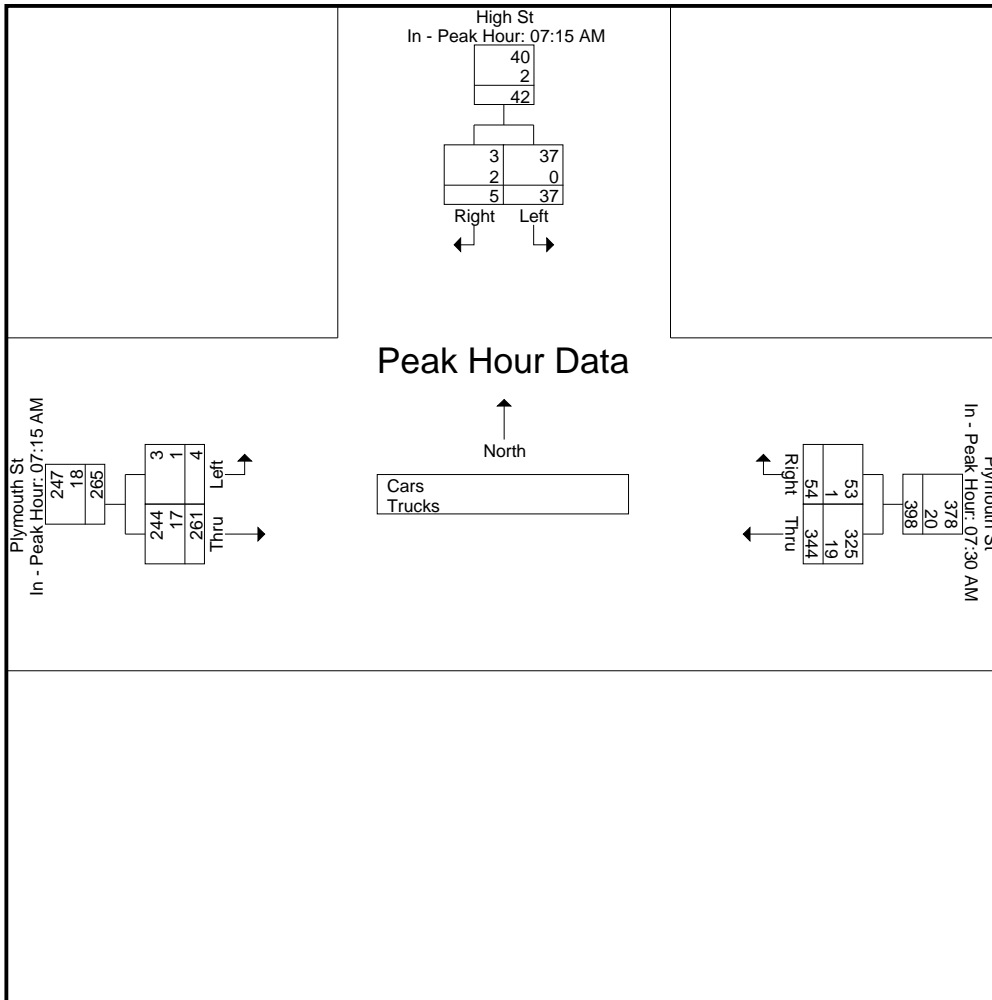 High St
In - Peak Hour: 07:15 AM
40
2
42
3 37
2 0
5 37
Right Left
Peak Hour Data
North
Cars
Trucks
Plymouth St
In - Peak Hour: 07:15 AM
247
18
265
3
1
4
Left
244
17
261
Thru
Right
54
1
53
Thru
344
19
325
398
20
378
In - Peak Hour: 07:30 AM
Plymouth St